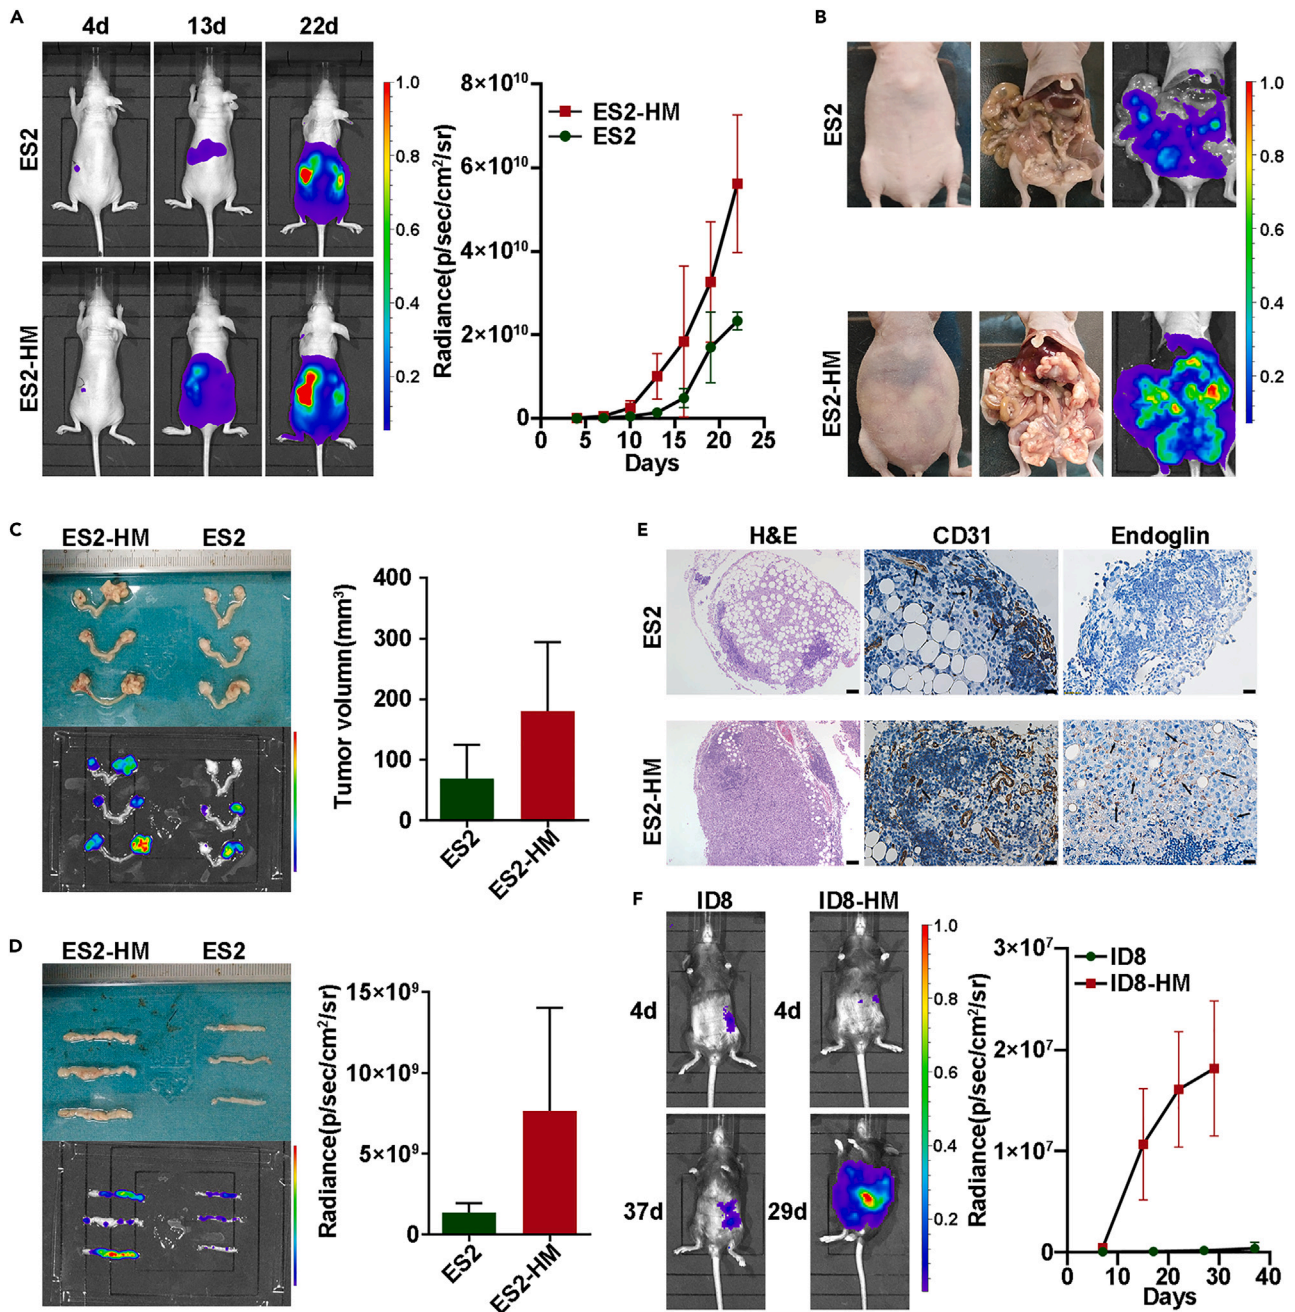 A
4d 13d 22d
ES2
ES2-HM
1.0
0.8
0.6
0.4
0.2
Radiance(p/sec/cm²/sr)
8×10¹⁰
6×10¹⁰
4×10¹⁰
2×10¹⁰
0
ES2-HM
ES2
0 5 10 15 20 25
Days
B
ES2
ES2-HM
1.0
0.8
0.6
0.4
0.2
C
ES2-HM ES2
Tumor volumn(mm³)
400
300
200
100
0
ES2
ES2-HM
D
ES2-HM ES2
Radiance(p/sec/cm²/sr)
15×10⁹
10×10⁹
5×10⁹
0
ES2
ES2-HM
E
H&E CD31 Endoglin
ES2
ES2-HM
F
ID8 ID8-HM
4d 4d
37d 29d
1.0
0.8
0.6
0.4
0.2
Radiance(p/sec/cm²/sr)
3×10⁷
2×10⁷
1×10⁷
0
ID8
ID8-HM
0 10 20 30 40
Days